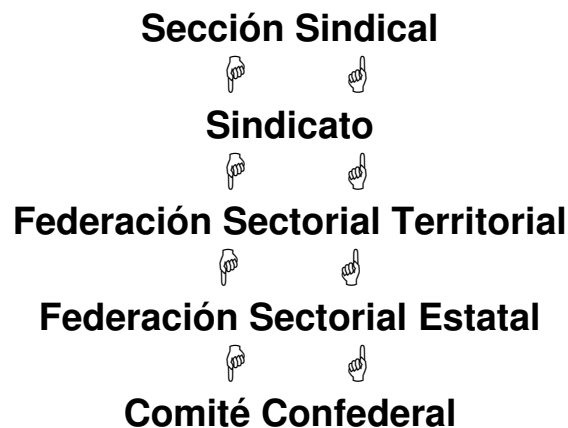 Sección Sindical
Sindicato
Federación Sectorial Territorial
Federación Sectorial Estatal
Comité Confederal